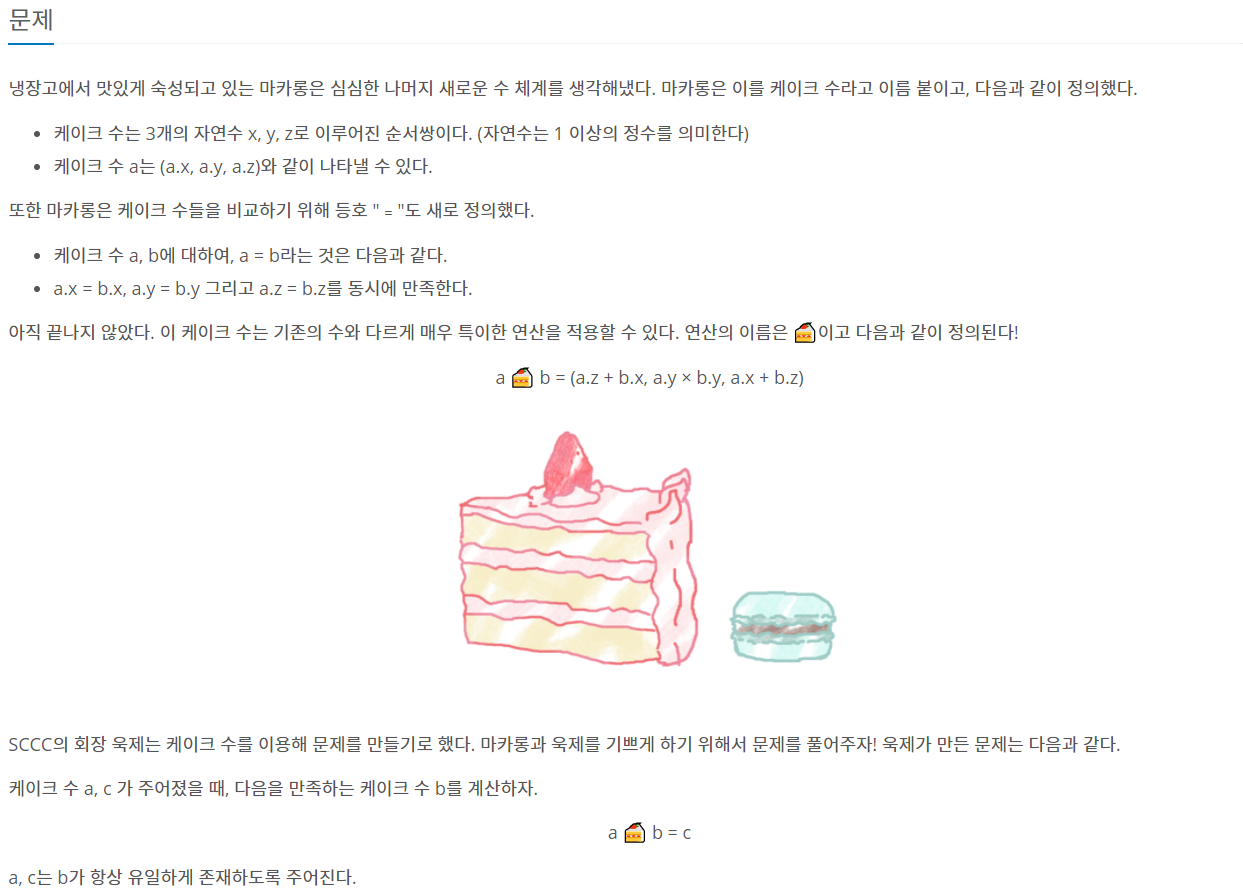 문제
냉장고에서 맛있게 숙성되고 있는 마카롱은 심심한 나머지 새로운 수 체계를 생각해냈다. 마카롱은 이를 케이크 수라고 이름 붙이고, 다음과 같이 정의했다.
• 케이크 수는 3개의 자연수 x, y, z로 이루어진 순서쌍이다. (자연수는 1 이상의 정수를 의미한다)
• 케이크 수 a는 (a.x, a.y, a.z)와 같이 나타낼 수 있다.
또한 마카롱은 케이크 수들을 비교하기 위해 등호 " = "도 새로 정의했다.
• 케이크 수 a, b에 대하여, a = b라는 것은 다음과 같다.
• a.x = b.x, a.y = b.y 그리고 a.z = b.z를 동시에 만족한다.
아직 끝나지 않았다. 이 케이크 수는 기존의 수와 다르게 매우 특이한 연산을 적용할 수 있다. 연산의 이름은 🍰이고 다음과 같이 정의된다!
a 🍰 b = (a.z + b.x, a.y × b.y, a.x + b.z)
SCCC의 회장 욱제는 케이크 수를 이용해 문제를 만들기로 했다. 마카롱과 욱제를 기쁘게 하기 위해서 문제를 풀어주자! 욱제가 만든 문제는 다음과 같다.
케이크 수 a, c 가 주어졌을 때, 다음을 만족하는 케이크 수 b를 계산하자.
a 🍰 b = c
a, c는 b가 항상 유일하게 존재하도록 주어진다.